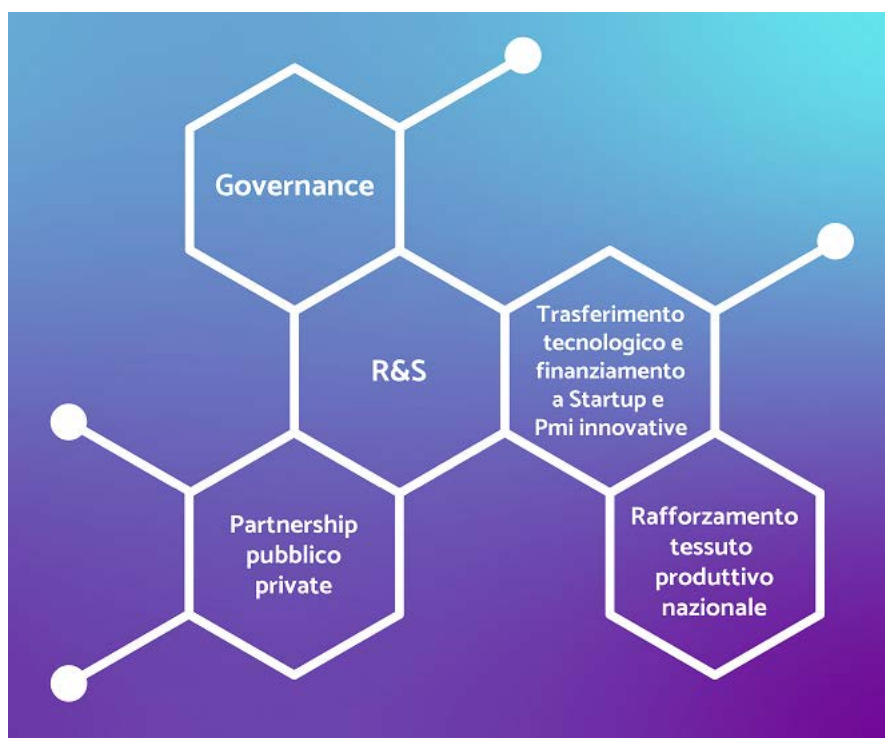 Governance
R&S
Trasferimento
tecnologico e
finanziamento
a Startup e
Pmi innovative
Partnership
pubblico
private
Rafforzamento
tessuto
produttivo
nazionale